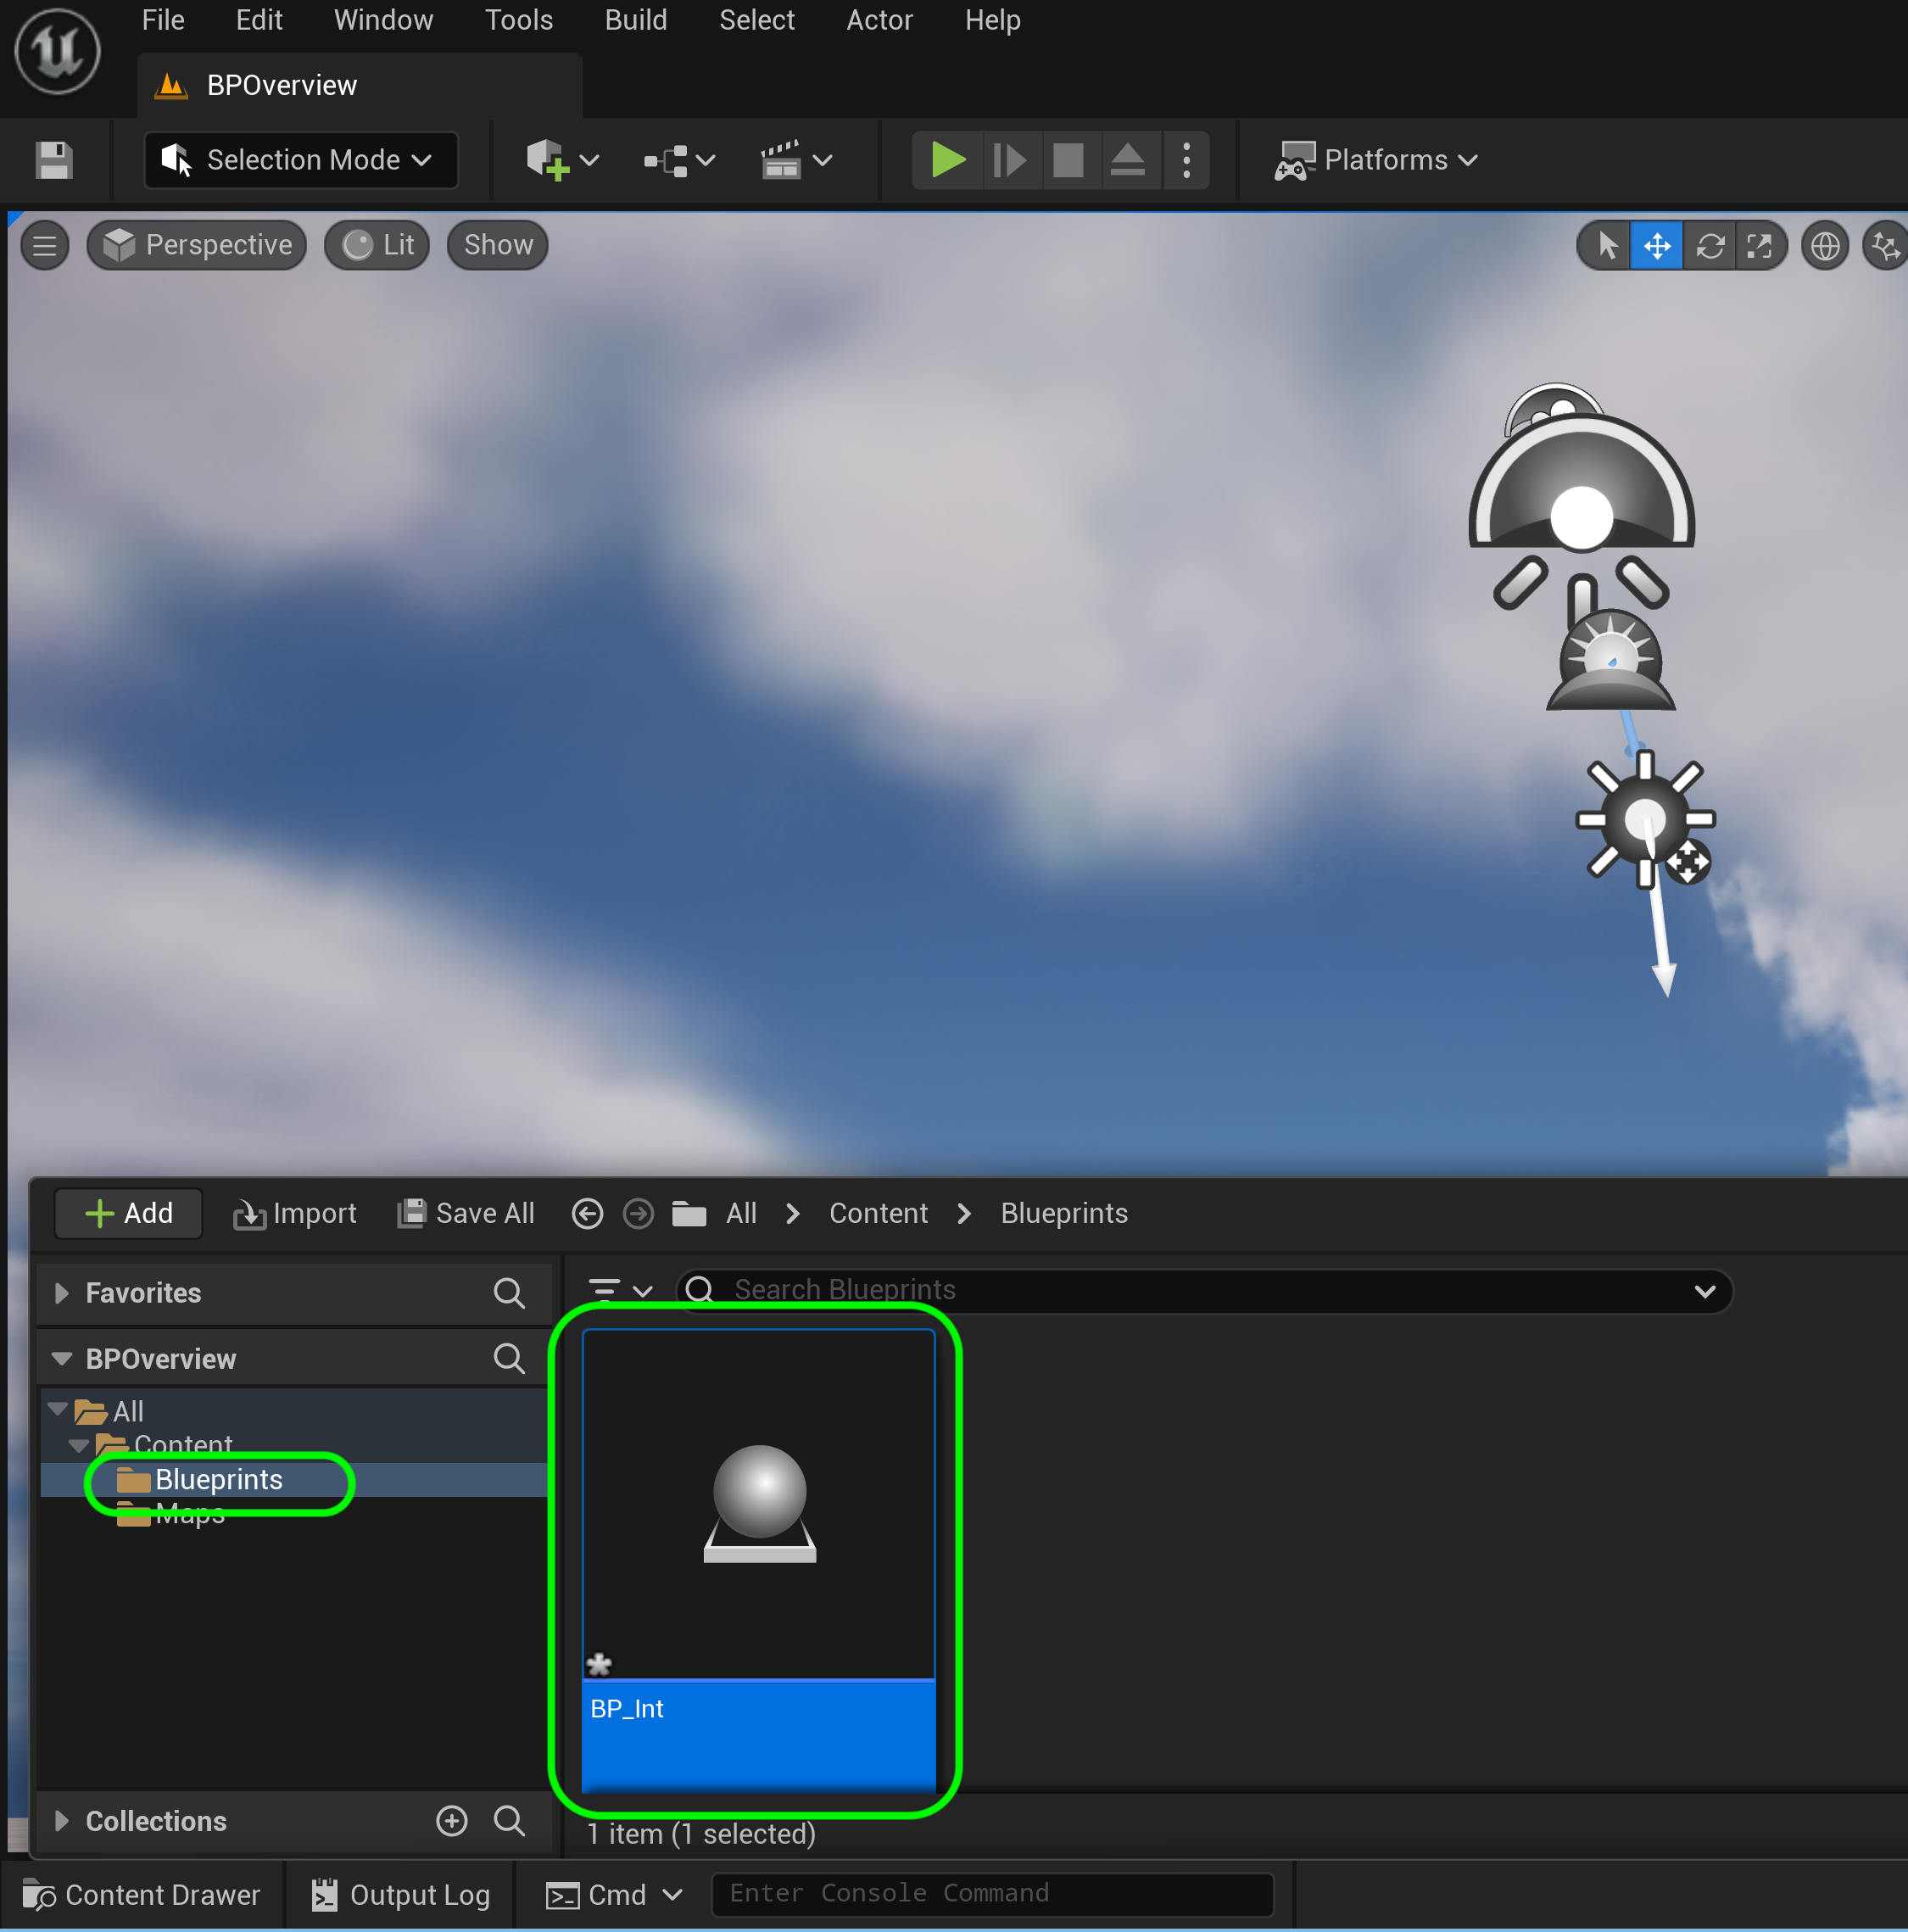 File Edit Window Tools Build Select Actor Help
BPOverview
Selection Mode Platforms
Perspective Lit Show
Add Import Save All All Content Blueprints
Favorites Search Blueprints
BPOverview
All
Content
Blueprints
Maps
BP_Int
Collections
1 item (1 selected)
Content Drawer Output Log Cmd Enter Console Command